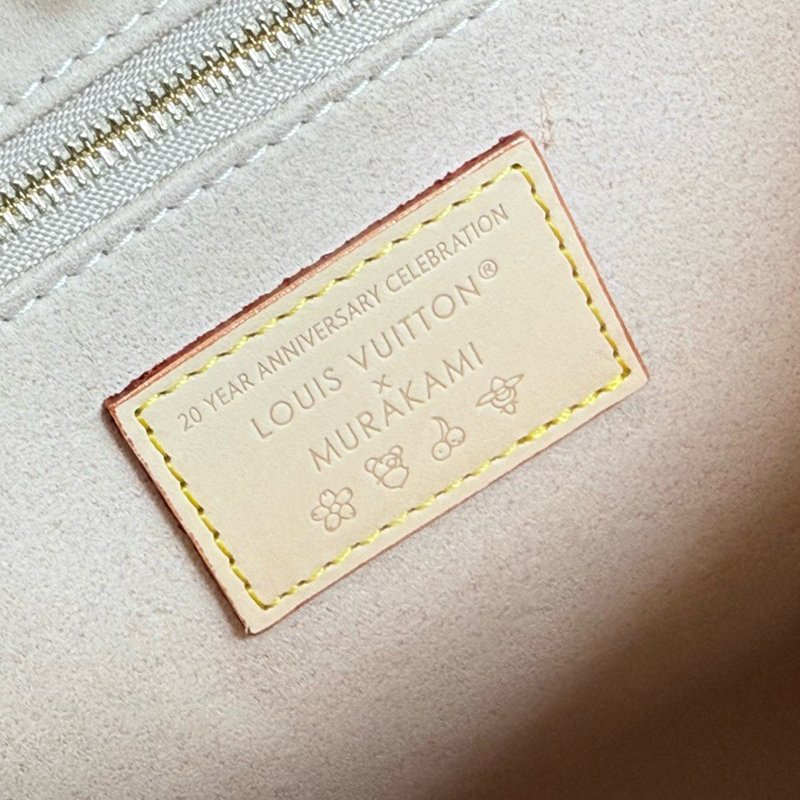 20 YEAR ANNIVERSARY CELEBRATION
LOUIS VUITTON®
×
MURAKAMI